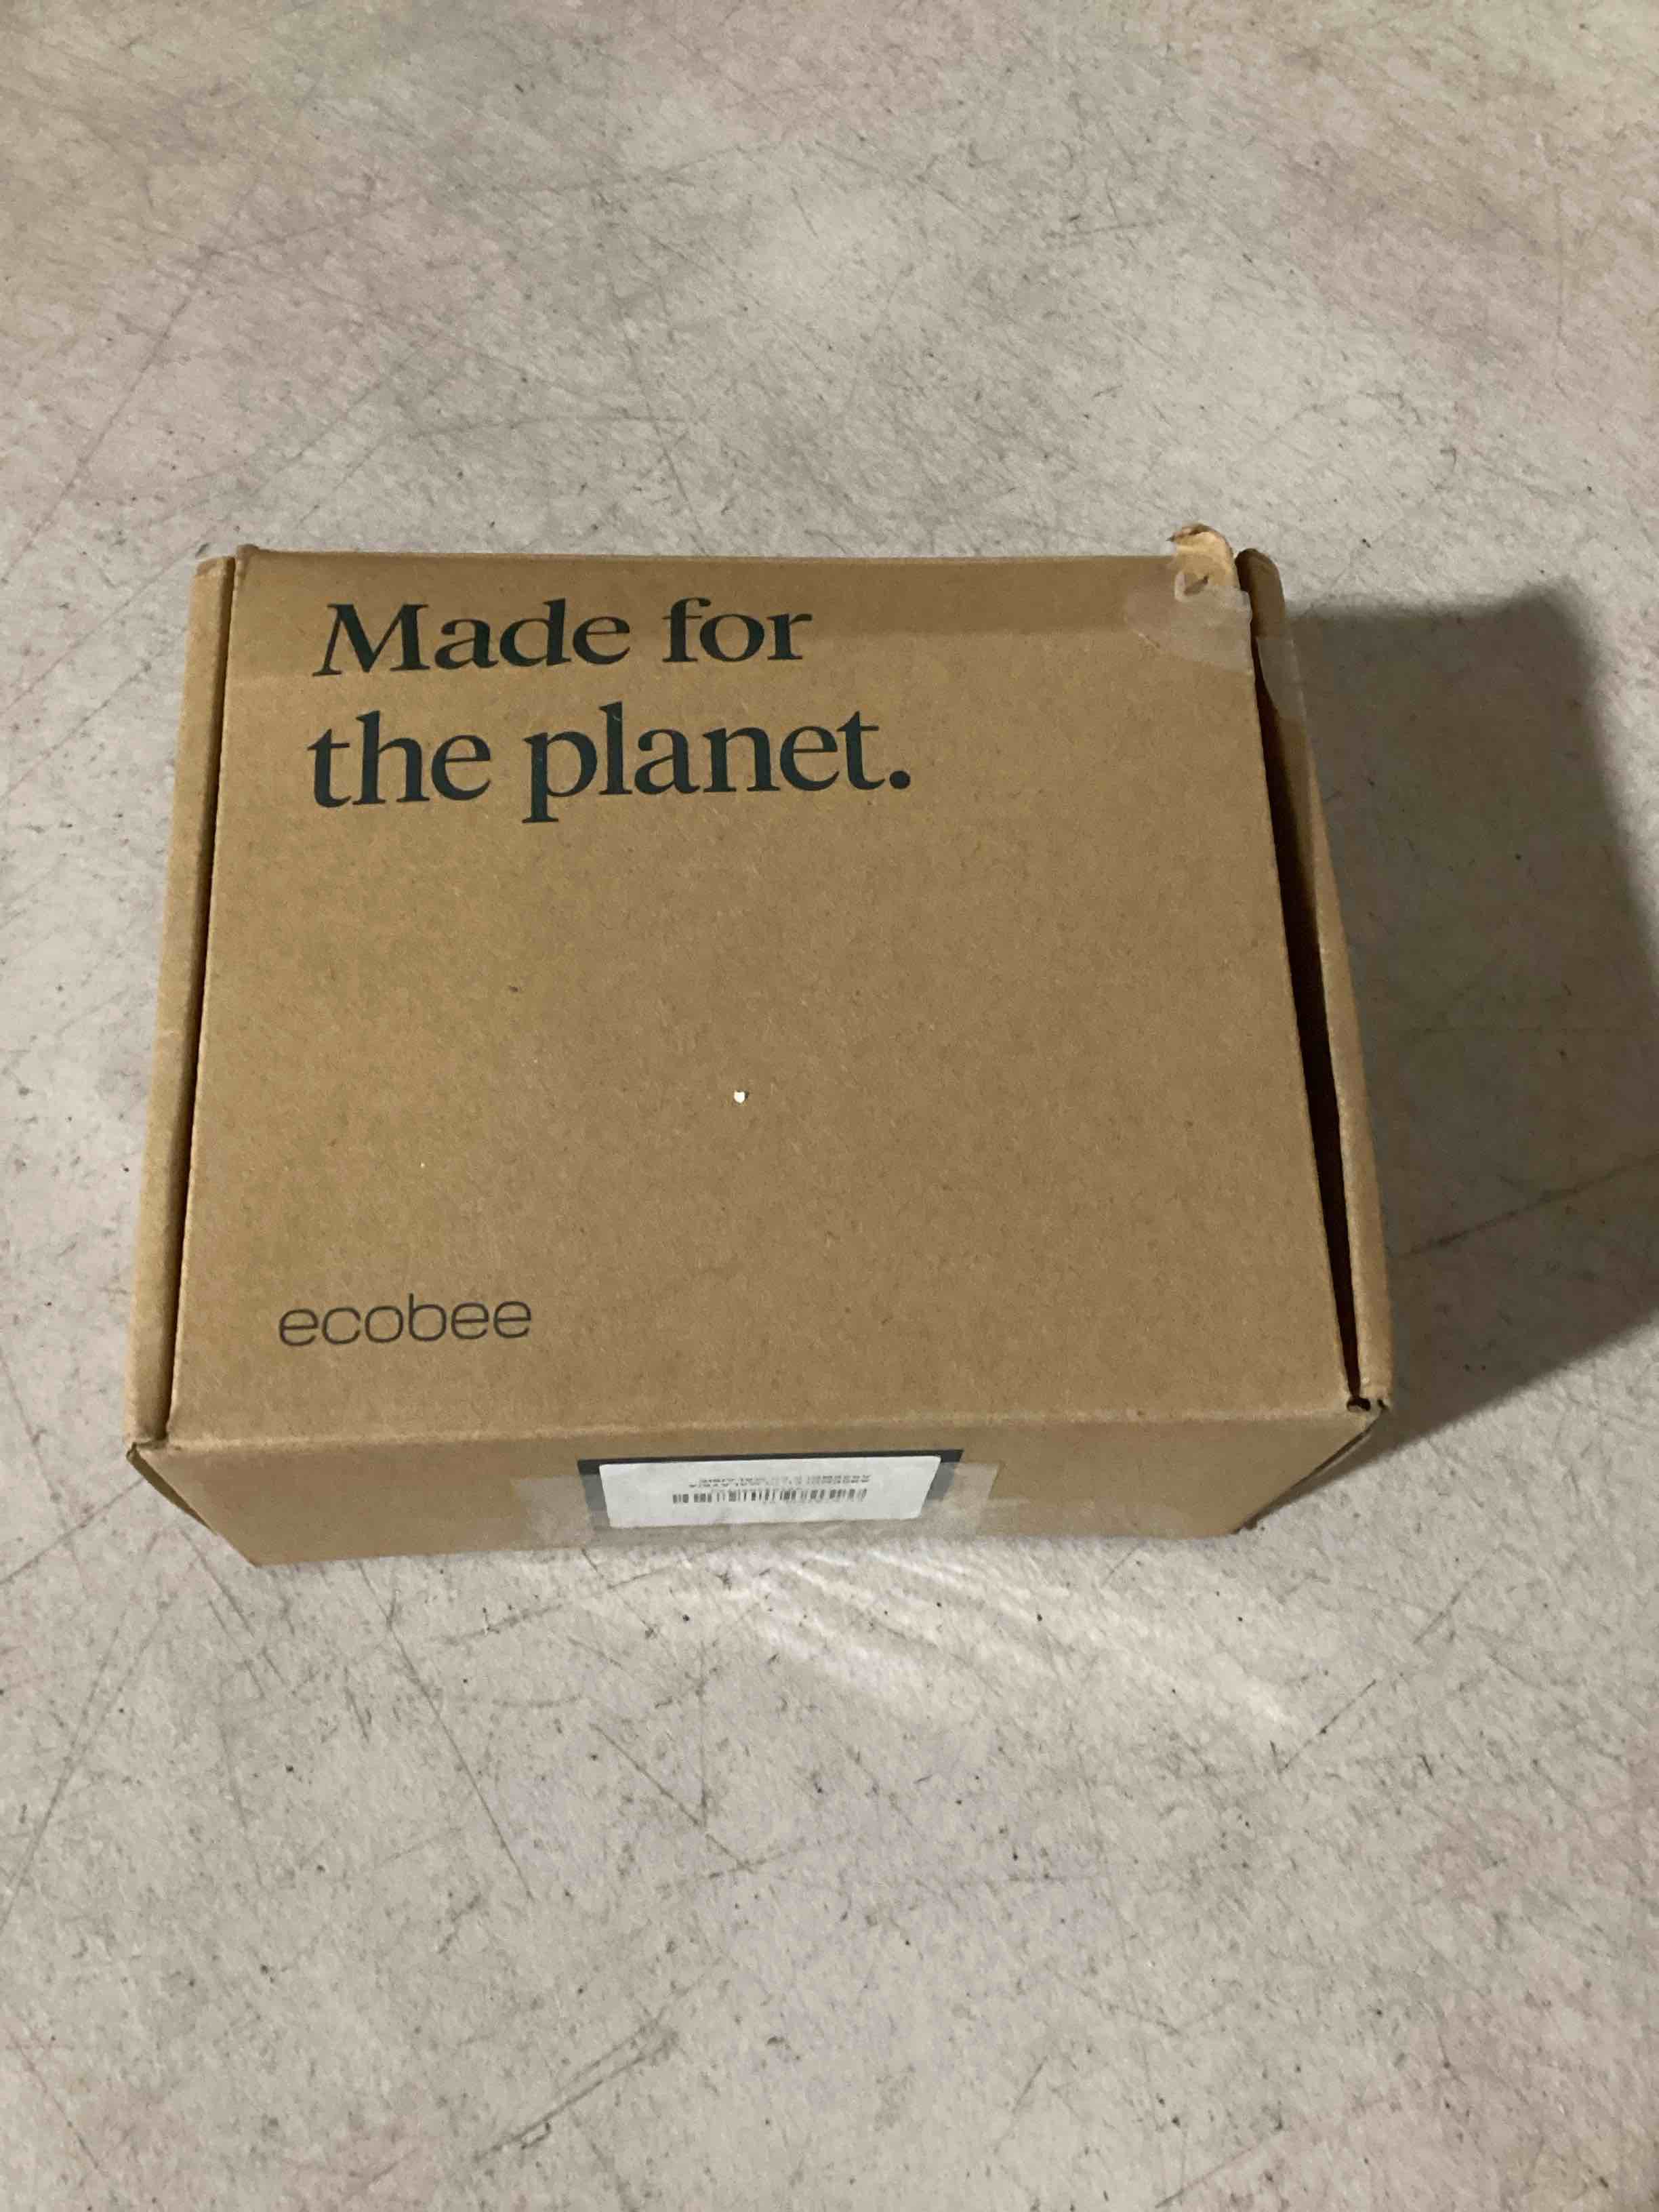 Made for
the planet.
ecobee